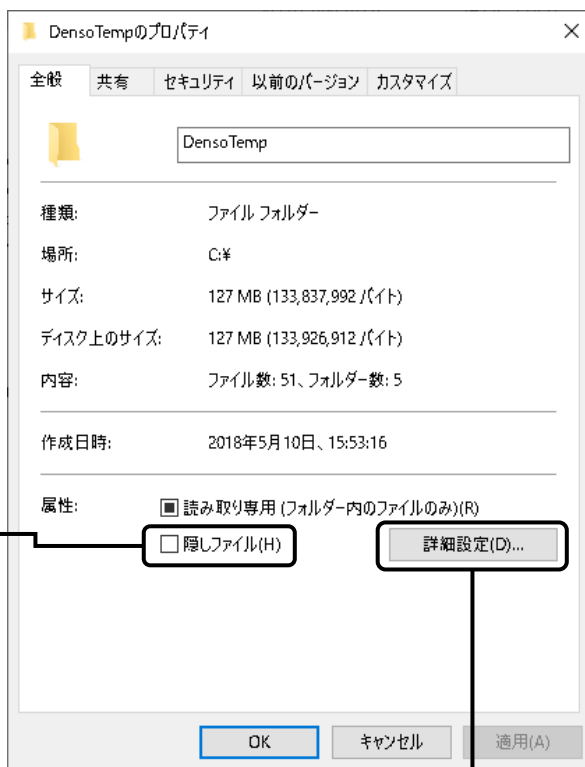 DensoTempのプロパティ
全般 共有 セキュリティ 以前のバージョン カスタマイズ
DensoTemp
種類: ファイル フォルダー
場所: C:¥
サイズ: 127 MB (133,837,992 バイト)
ディスク上のサイズ: 127 MB (133,926,912 バイト)
内容: ファイル数: 51、フォルダー数: 5
作成日時: 2018年5月10日、15:53:16
属性: 読み取り専用 (フォルダー内のファイルのみ)(R)
隠しファイル(H) 詳細設定(D)...
OK キャンセル 適用(A)